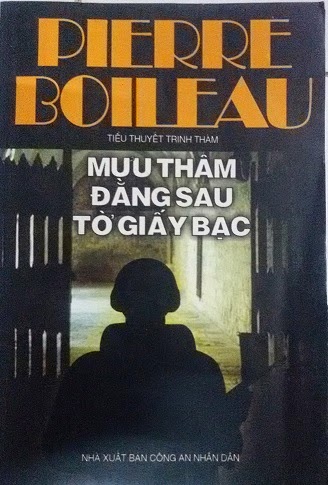 PIERRE
BOILEAU
TIỂU THUYẾT TRINH THÁM
MƯU THÂM
ĐẰNG SAU
TỜ GIẤY BẠC
NHÀ XUẤT BẢN CÔNG AN NHÂN DÂN